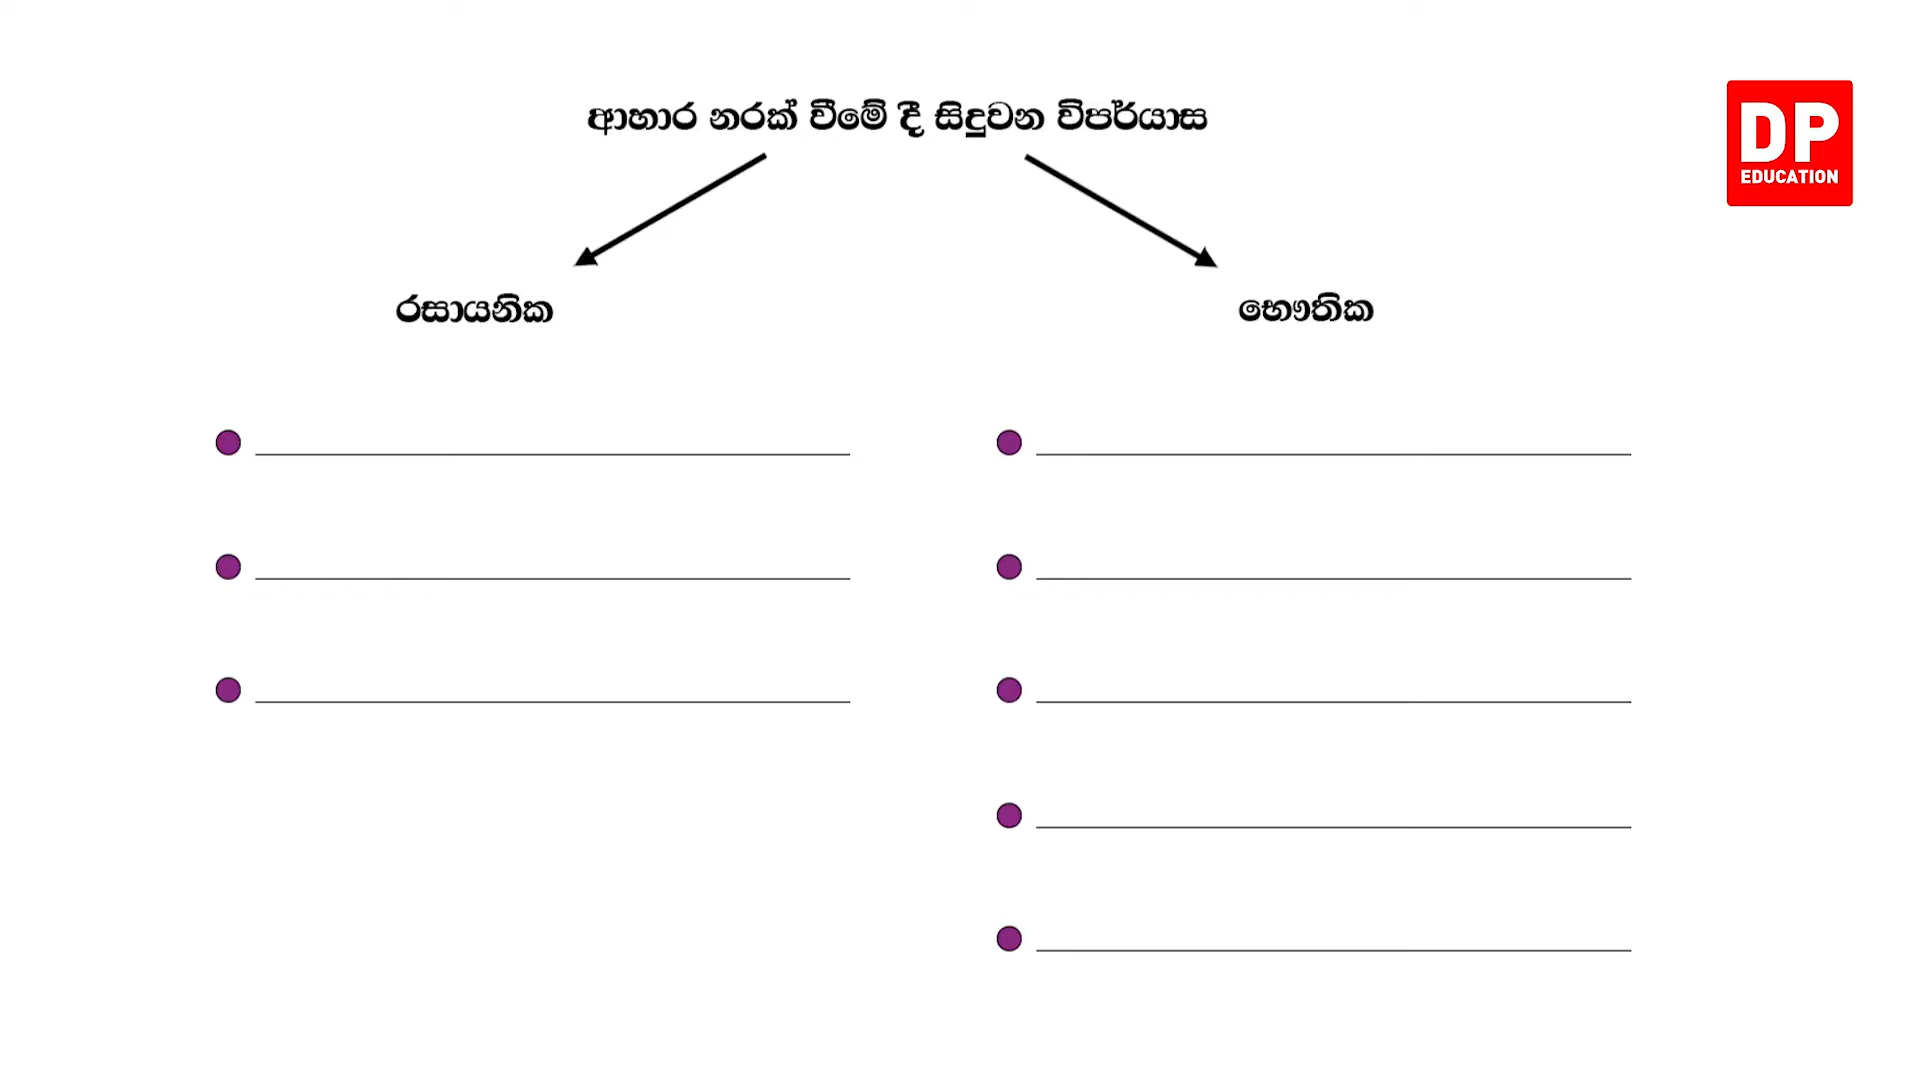 ආහාර නරක් වීමේ දී සිදුවන විපර්යාස
DP
EDUCATION
රසායනික
භෞතික